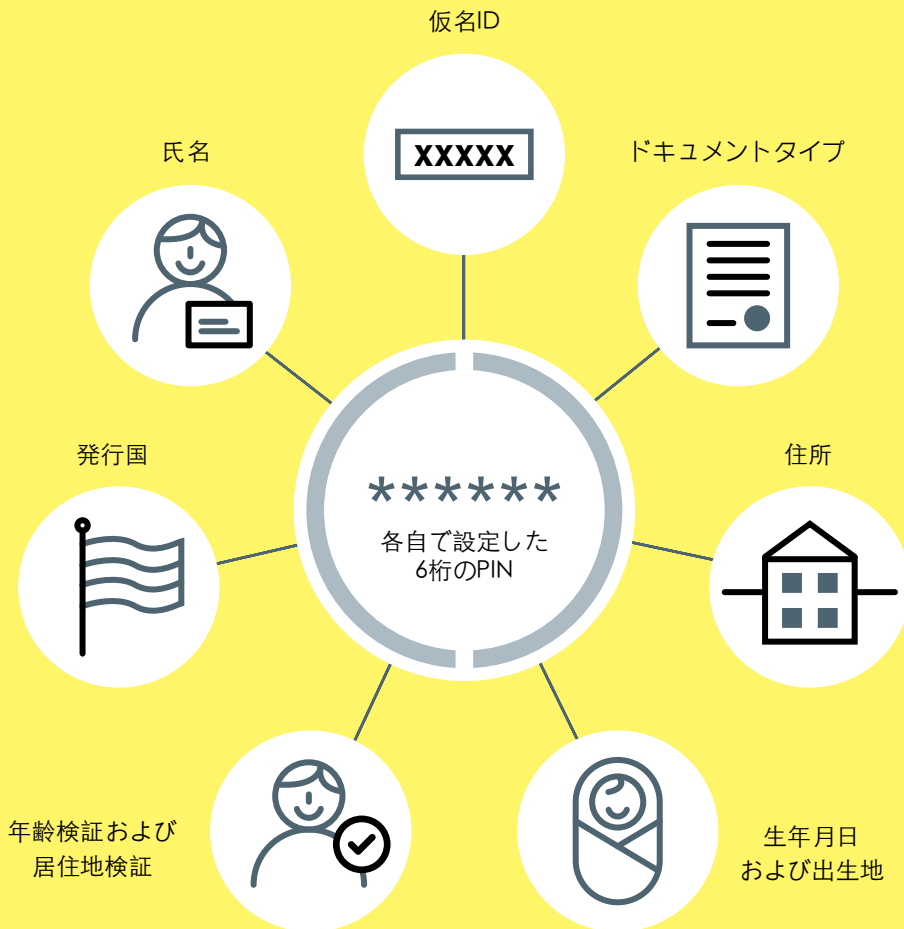 仮名ID
XXXXX
氏名
ドキュメントタイプ
発行国
住所
******
各自で設定した
6桁のPIN
年齢検証および
居住地検証
生年月日
および出生地